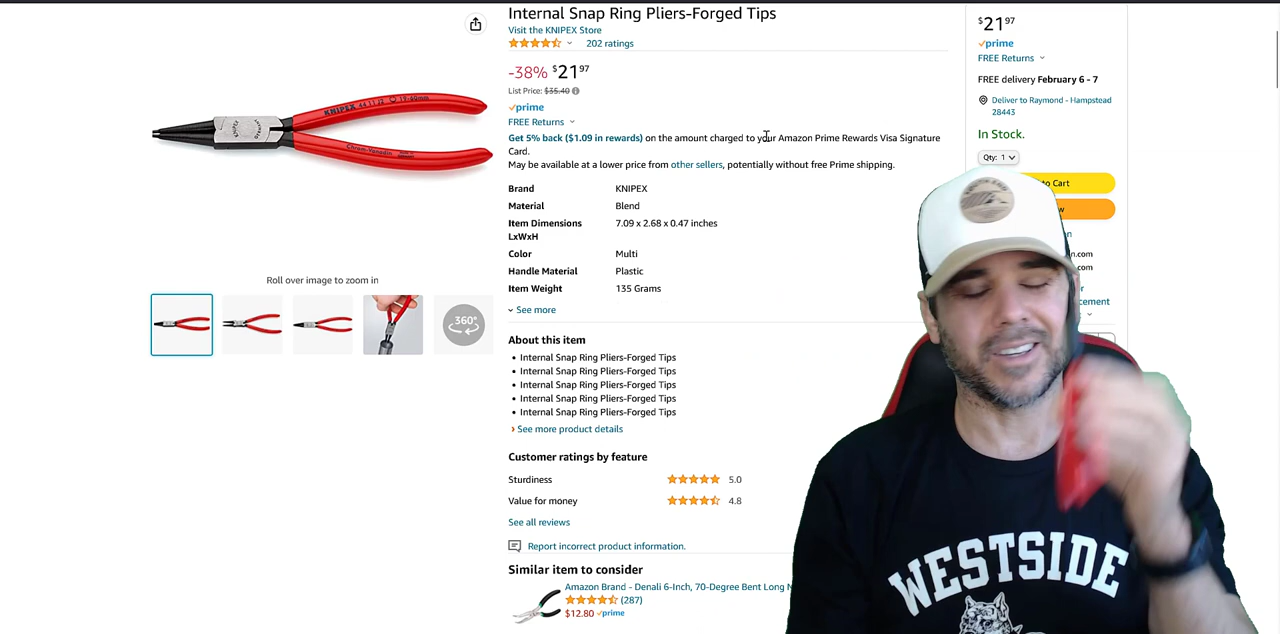 Internal Snap Ring Pliers-Forged Tips
Visit the KNIPEX Store
202 ratings
-38% $21 97
List Price: $35.40
prime
FREE Returns
Get 5% back ($1.09 in rewards) on the amount charged to your Amazon Prime Rewards Visa Signature
Card.
May be available at a lower price from other sellers, potentially without free Prime shipping.
Brand KNIPEX
Material Blend
Item Dimensions 7.09 x 2.68 x 0.47 inches
LxWxH
Color Multi
Handle Material Plastic
Item Weight 135 Grams
See more
About this item
• Internal Snap Ring Pliers-Forged Tips
• Internal Snap Ring Pliers-Forged Tips
• Internal Snap Ring Pliers-Forged Tips
• Internal Snap Ring Pliers-Forged Tips
• Internal Snap Ring Pliers-Forged Tips
› See more product details
Customer ratings by feature
Sturdiness 5.0
Value for money 4.8
See all reviews
Report incorrect product information.
Similar item to consider
Amazon Brand - Denali 6-Inch, 70-Degree Bent Long
(287)
$12.80 prime
KNIPEX
Chrom-Vanadin
Roll over image to zoom in
360°
$21 97
prime
FREE Returns
FREE delivery February 6 - 7
Deliver to Raymond - Hampstead
28443
In Stock.
Qty: 1
to Cart
WESTSIDE